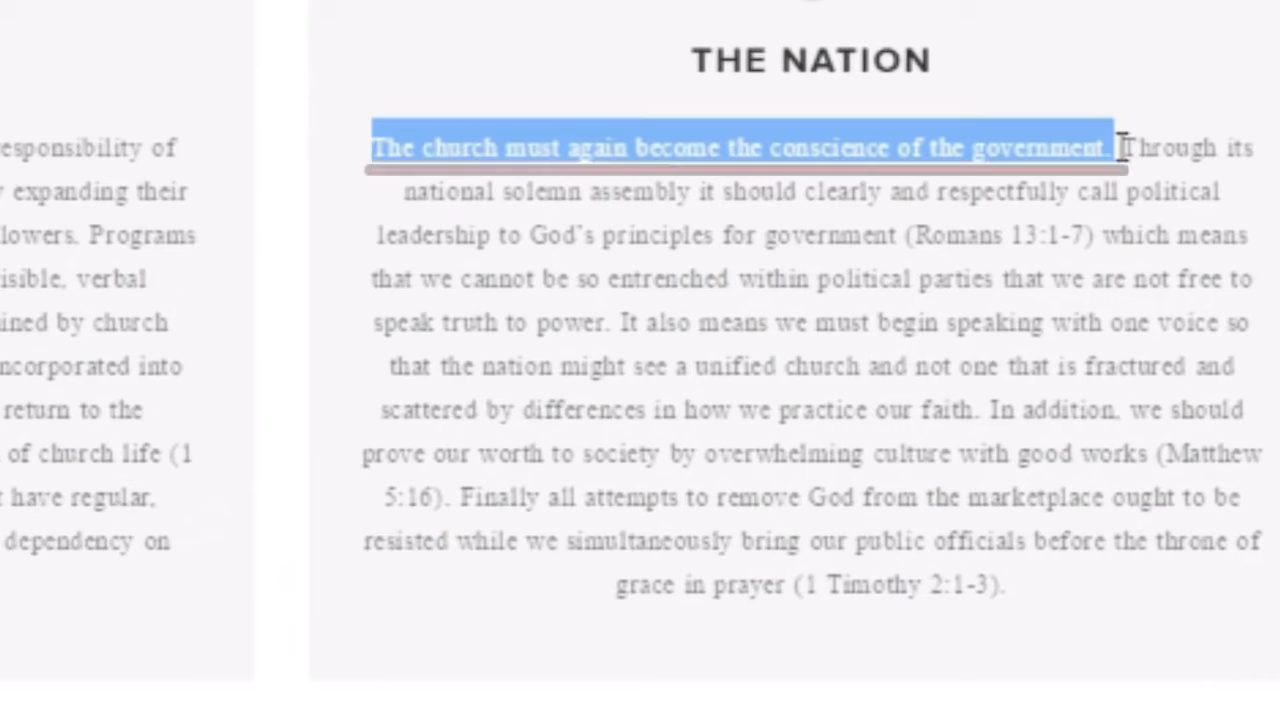 esponsibility of
expanding their
lowers. Programs
isible, verbal
ined by church
ncorporated into
return to the
of church life (1
have regular,
dependency on
THE NATION
The church must again become the conscience of the government. Through its
national solemn assembly it should clearly and respectfully call political
leadership to God's principles for government (Romans 13:1-7) which means
that we cannot be so entrenched within political parties that we are not free to
speak truth to power. It also means we must begin speaking with one voice so
that the nation might see a unified church and not one that is fractured and
scattered by differences in how we practice our faith. In addition, we should
prove our worth to society by overwhelming culture with good works (Matthew
5:16). Finally all attempts to remove God from the marketplace ought to be
resisted while we simultaneously bring our public officials before the throne of
grace in prayer (1 Timothy 2:1-3).